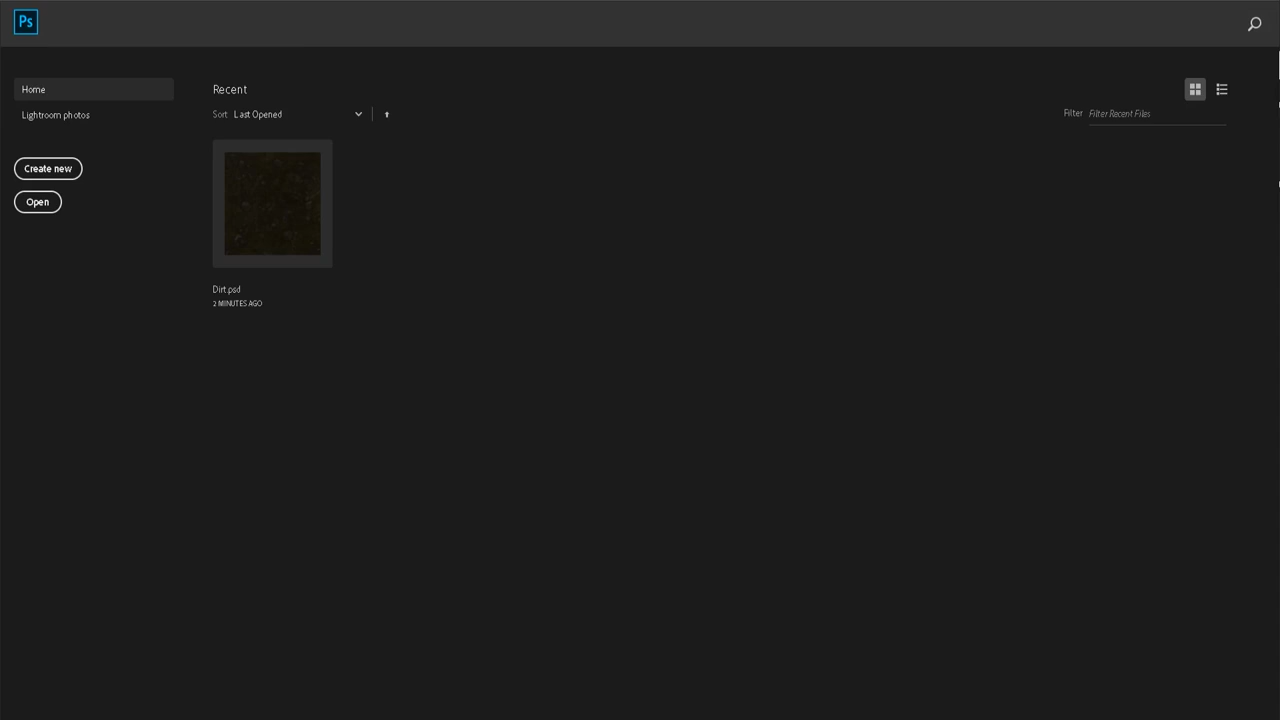 Ps
Home
Lightroom photos
Create new
Open
Recent
Sort Last Opened
Filter Filter Recent Files
Dirt.psd
2 MINUTES AGO